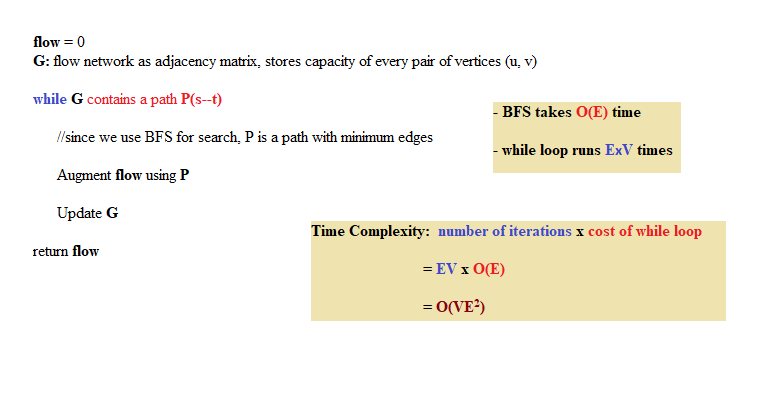 flow = 0
G: flow network as adjacency matrix, stores capacity of every pair of vertices (u, v)
while G contains a path P(s--t)
//since we use BFS for search, P is a path with minimum edges
Augment flow using P
Update G
return flow
- BFS takes O(E) time
- while loop runs ExV times
Time Complexity: number of iterations x cost of while loop
= EV x O(E)
= O(VE²)